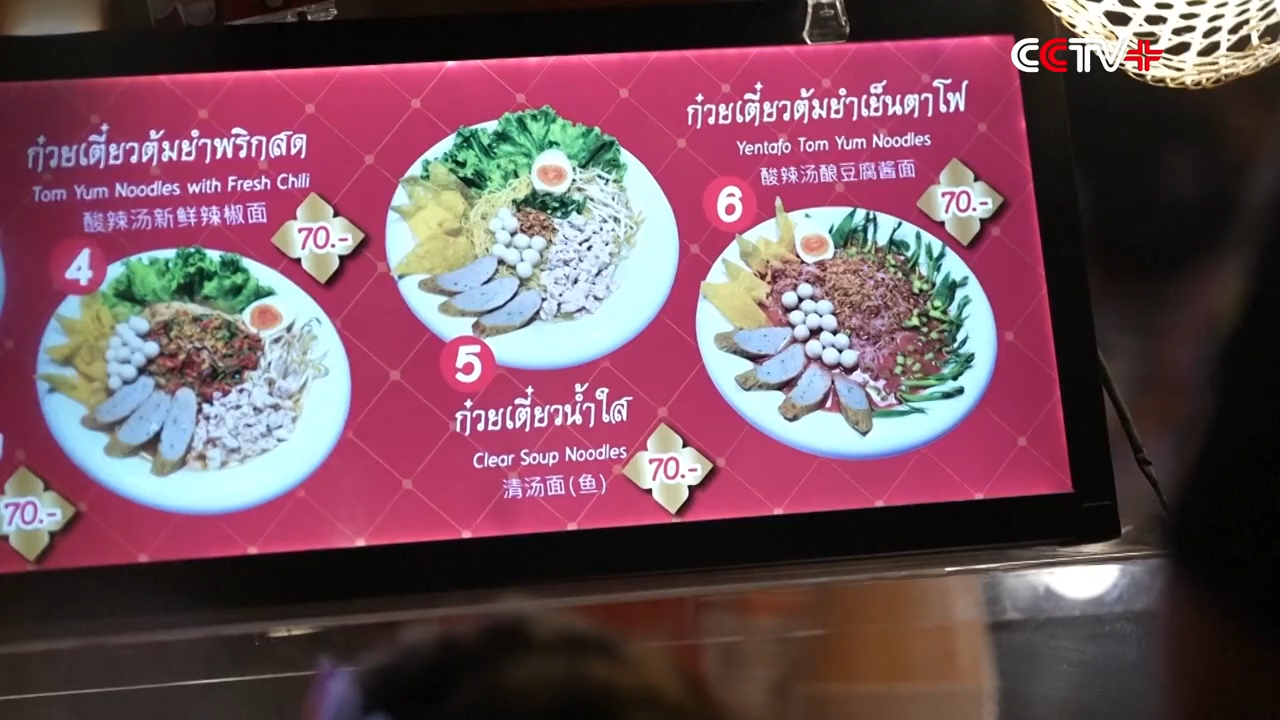 CCTV+
ก๋วยเตี๋ยวต้มยำพริกสด
Tom Yum Noodles with Fresh Chili
酸辣汤新鲜辣椒面
70.-
4
70.-
5
ก๋วยเตี๋ยวน้ำใส
Clear Soup Noodles
清汤面(鱼)
70.-
ก๋วยเตี๋ยวต้มยำเย็นตาโฟ
Yentafo Tom Yum Noodles
酸辣汤酿豆腐酱面
6
70.-